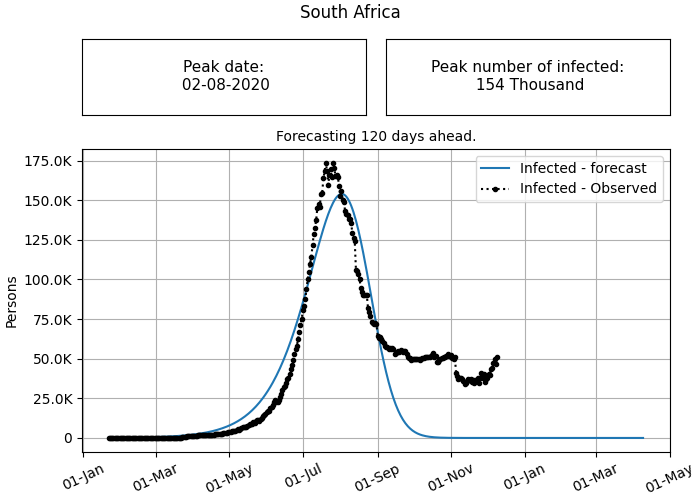 South Africa
Peak date:
02-08-2020
Peak number of infected:
154 Thousand
Forecasting 120 days ahead.
Infected - forecast
Infected - Observed
Persons
175.0K
150.0K
125.0K
100.0K
75.0K
50.0K
25.0K
0
01-Jan
01-Mar
01-May
01-Jul
01-Sep
01-Nov
01-Jan
01-Mar
01-May